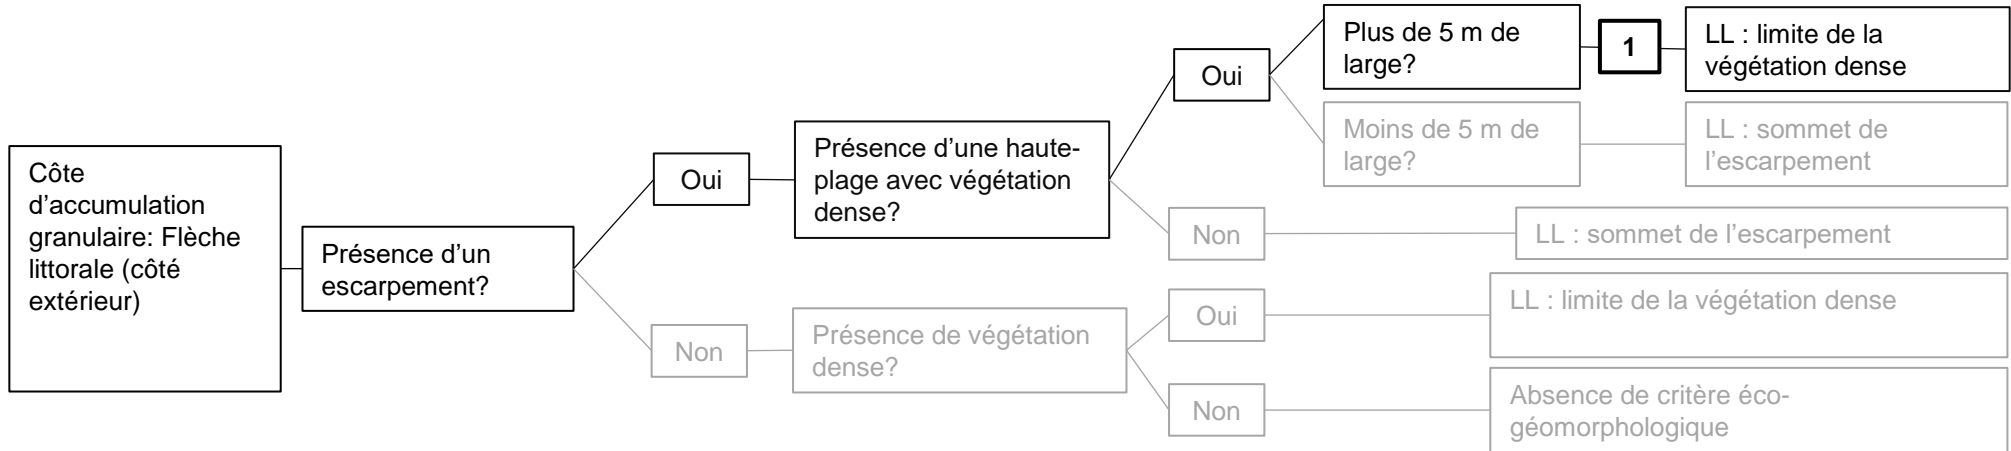 Côte
d'accumulation
granulaire: Flèche
littorale (côté
extérieur)
Présence d'un
escarpement?
Oui
Présence d'une haute-
plage avec végétation
dense?
Oui
Plus de 5 m de
large?
1
LL : limite de la
végétation dense
Moins de 5 m de
large?
LL : sommet de
l'escarpement
Non
LL : sommet de l'escarpement
Non
Présence de végétation
dense?
Oui
LL : limite de la végétation dense
Non
Absence de critère éco-
géomorphologique